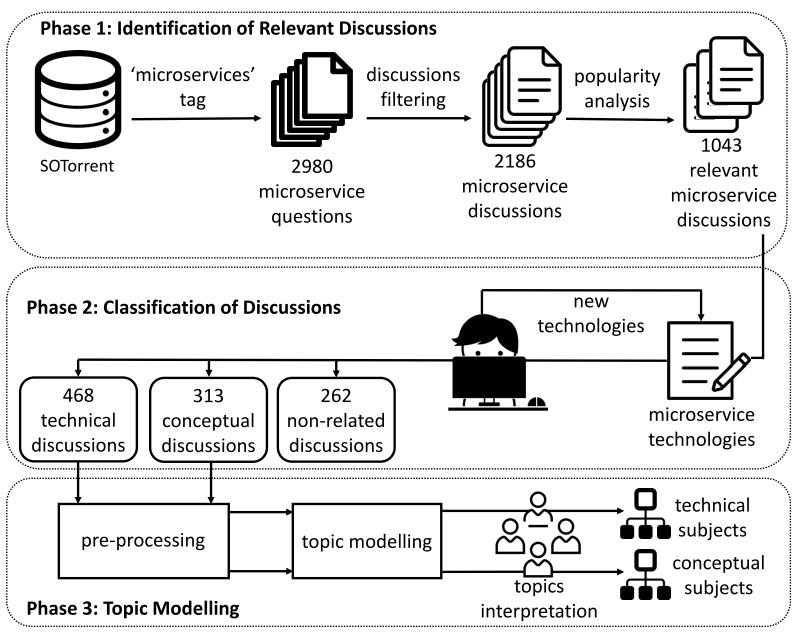 Phase 1: Identification of Relevant Discussions
SOTorrent
‘microservices’
tag
2980
microservice
questions
discussions
filtering
2186
microservice
discussions
popularity
analysis
1043
relevant
microservice
discussions
Phase 2: Classification of Discussions
new
technologies
microservice
technologies
468
technical
discussions
313
conceptual
discussions
262
non-related
discussions
pre-processing
topic modelling
topics
interpretation
technical
subjects
conceptual
subjects
Phase 3: Topic Modelling